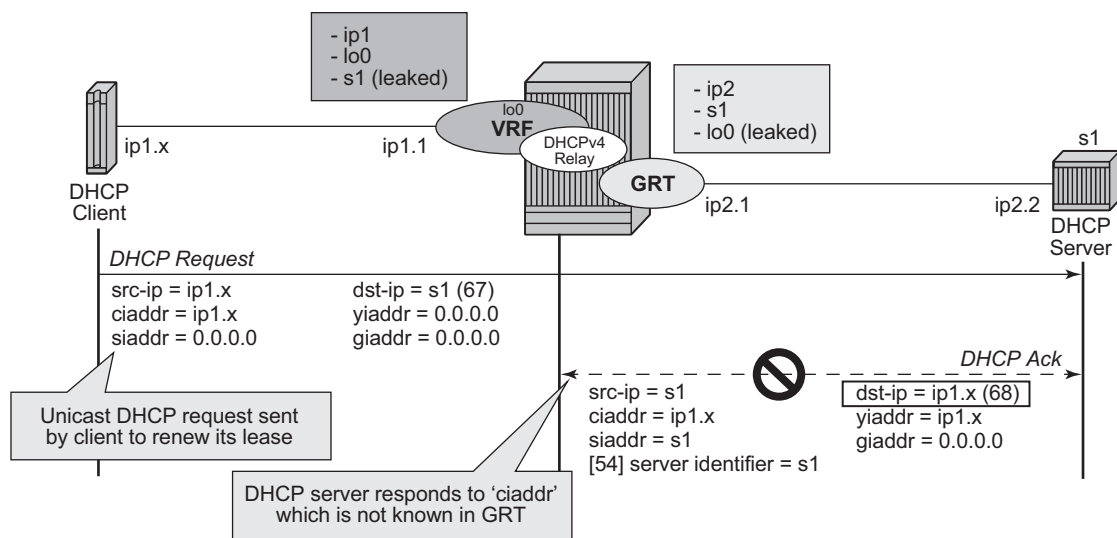 - ip1
- lo0
- s1 (leaked)
- ip2
- s1
- lo0 (leaked)
lo0
VRF
DHCPv4
Relay
GRT
s1
ip1.x
ip1.1
ip2.1
ip2.2
DHCP
Client
DHCP
Server
DHCP Request
src-ip = ip1.x
ciaddr = ip1.x
siaddr = 0.0.0.0
dst-ip = s1 (67)
yiaddr = 0.0.0.0
giaddr = 0.0.0.0
DHCP Ack
Unicast DHCP request sent
by client to renew its lease
src-ip = s1
ciaddr = ip1.x
siaddr = s1
[54] server identifier = s1
dst-ip = ip1.x (68)
yiaddr = ip1.x
giaddr = 0.0.0.0
DHCP server responds to ‘ciaddr’
which is not known in GRT